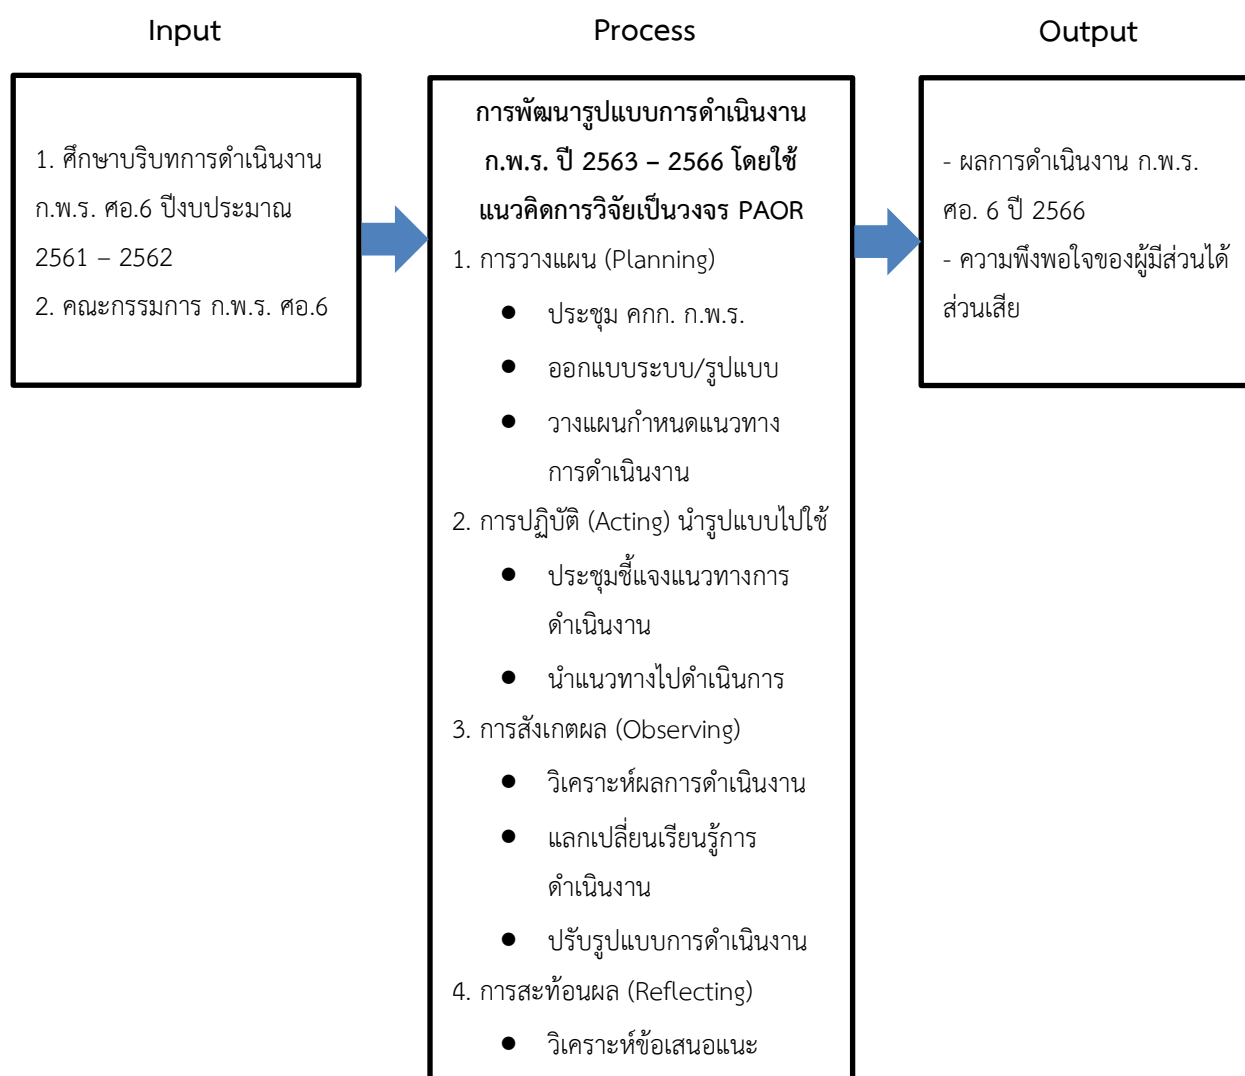 Input
Process
Output
1. ศึกษาบริบทการดำเนินงาน
ก.พ.ร. ศอ.6 ปีงบประมาณ
2561 – 2562
2. คณะกรรมการ ก.พ.ร. ศอ.6
การพัฒนารูปแบบการดำเนินงาน
ก.พ.ร. ปี 2563 – 2566 โดยใช้
แนวคิดการวิจัยเป็นวงจร PAOR
1. การวางแผน (Planning)
● ประชุม คกก. ก.พ.ร.
● ออกแบบระบบ/รูปแบบ
● วางแผนกำหนดแนวทาง
การดำเนินงาน
2. การปฏิบัติ (Acting) นำรูปแบบไปใช้
● ประชุมชี้แจงแนวทางการ
ดำเนินงาน
● นำแนวทางไปดำเนินการ
3. การสังเกตผล (Observing)
● วิเคราะห์ผลการดำเนินงาน
● แลกเปลี่ยนเรียนรู้การ
ดำเนินงาน
● ปรับรูปแบบการดำเนินงาน
4. การสะท้อนผล (Reflecting)
● วิเคราะห์ข้อเสนอแนะ
- ผลการดำเนินงาน ก.พ.ร.
ศอ. 6 ปี 2566
- ความพึงพอใจของผู้มีส่วนได้
ส่วนเสีย